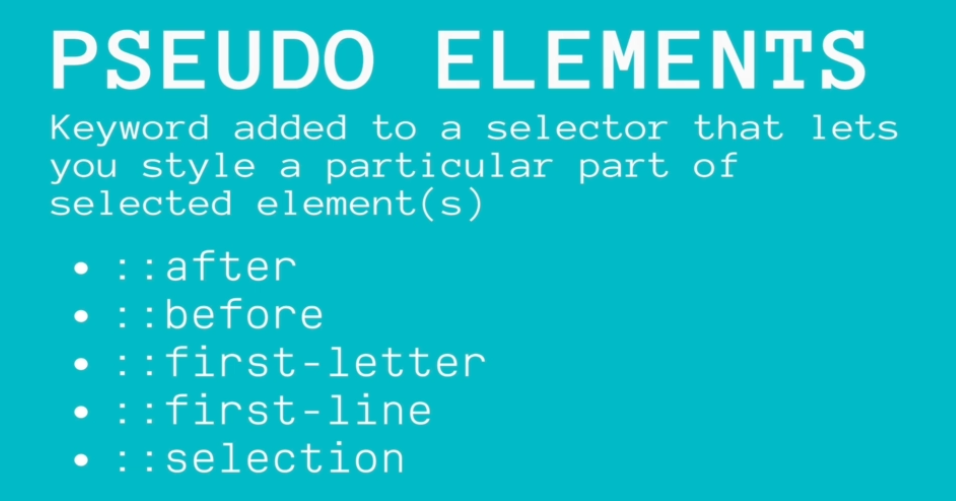 PSEUDO ELEMENTS
Keyword added to a selector that lets
you style a particular part of
selected element(s)
• ::after
• ::before
• ::first-letter
• ::first-line
• ::selection